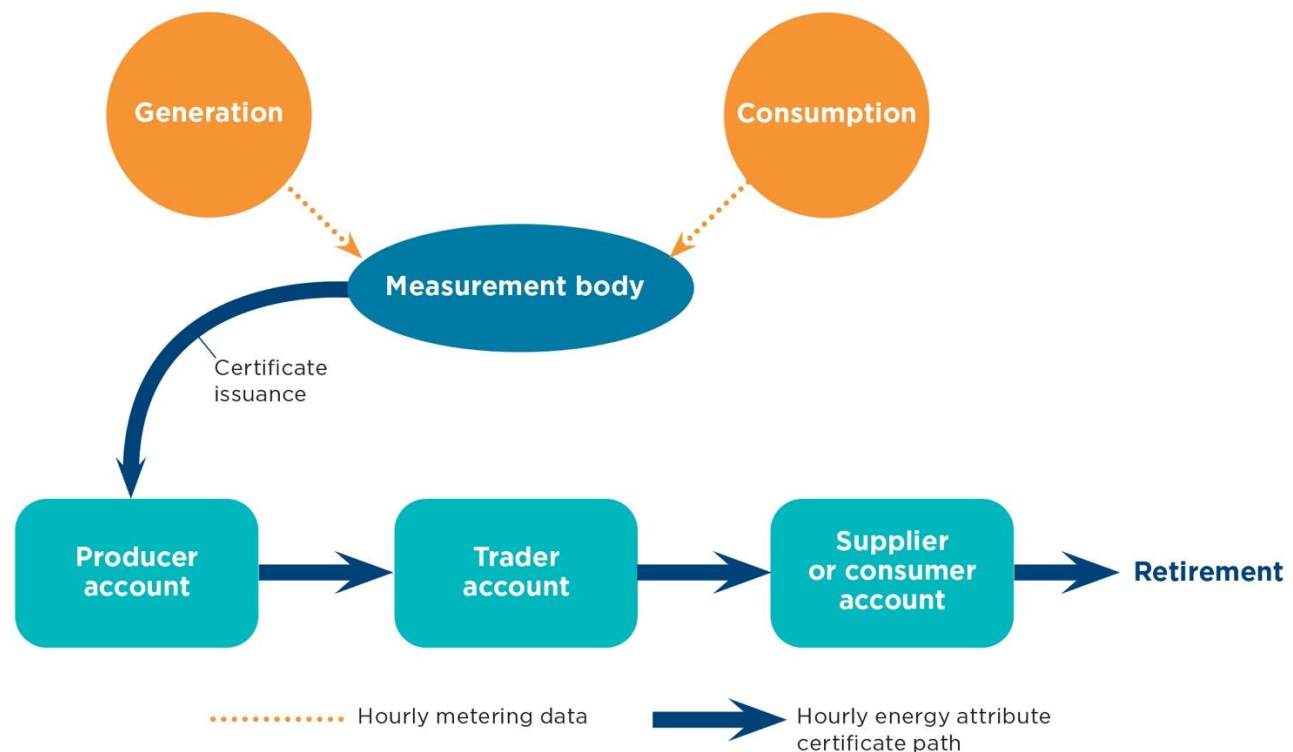 Generation
Consumption
Measurement body
Certificate
issuance
Producer
account
Trader
account
Supplier
or consumer
account
Retirement
Hourly metering data
Hourly energy attribute
certificate path